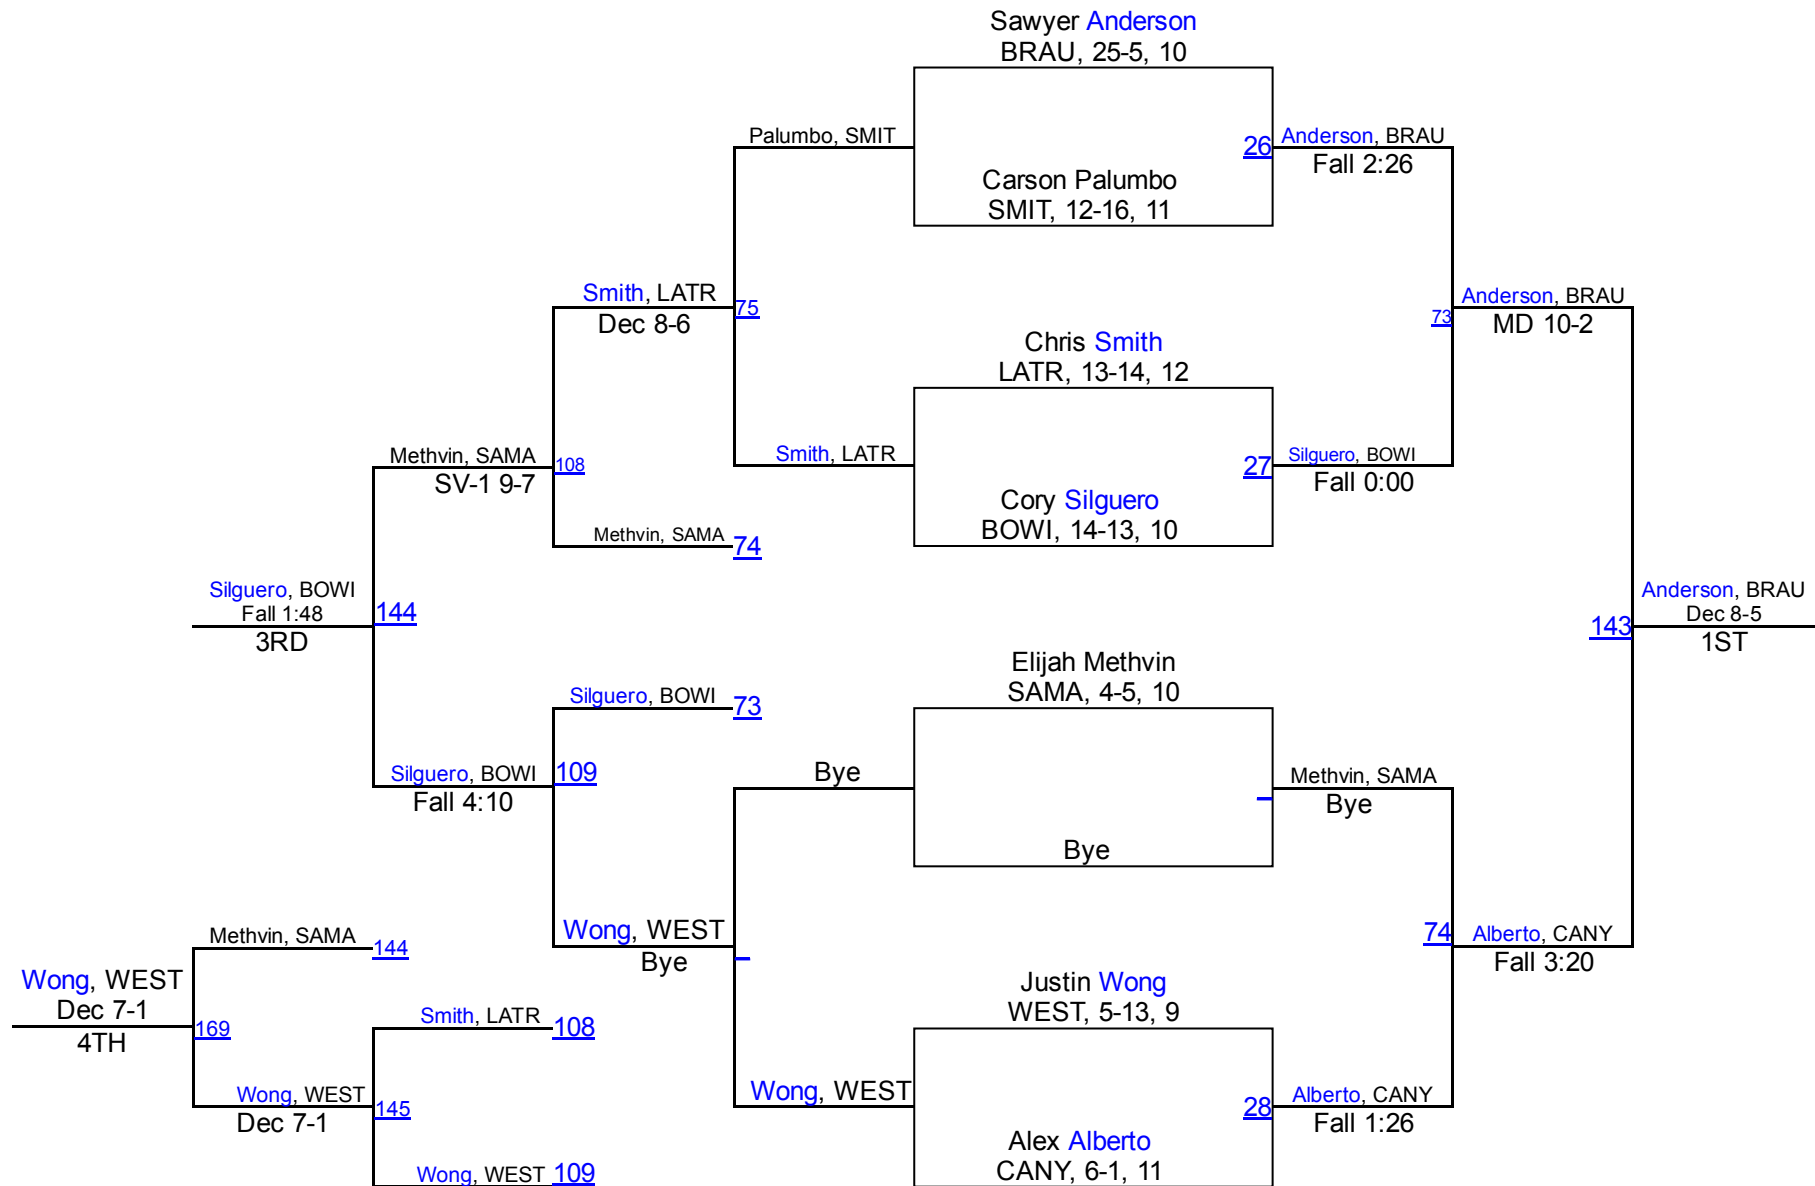 Sawyer Anderson
BRAU, 25-5, 10
Palumbo, SMIT
26
Anderson, BRAU
Fall 2:26
Carson Palumbo
SMIT, 12-16, 11
Smith, LATR
Dec 8-6
75
73
Anderson, BRAU
MD 10-2
Chris Smith
LATR, 13-14, 12
Methvin, SAMA
SV-1 9-7
108
Smith, LATR
27
Silguero, BOWI
Fall 0:00
Cory Silguero
BOWI, 14-13, 10
Methvin, SAMA
74
Silguero, BOWI
Fall 1:48
3RD
144
143
Anderson, BRAU
Dec 8-5
1ST
Elijah Methvin
SAMA, 4-5, 10
Silguero, BOWI
73
Silguero, BOWI
Fall 4:10
109
Bye
Methvin, SAMA
Bye
Bye
Wong, WEST
Bye
74
Alberto, CANY
Fall 3:20
Methvin, SAMA
144
Wong, WEST
Dec 7-1
4TH
169
Smith, LATR
108
Justin Wong
WEST, 5-13, 9
Wong, WEST
Dec 7-1
145
Wong, WEST
28
Alberto, CANY
Fall 1:26
Alex Alberto
CANY, 6-1, 11
Wong, WEST
109